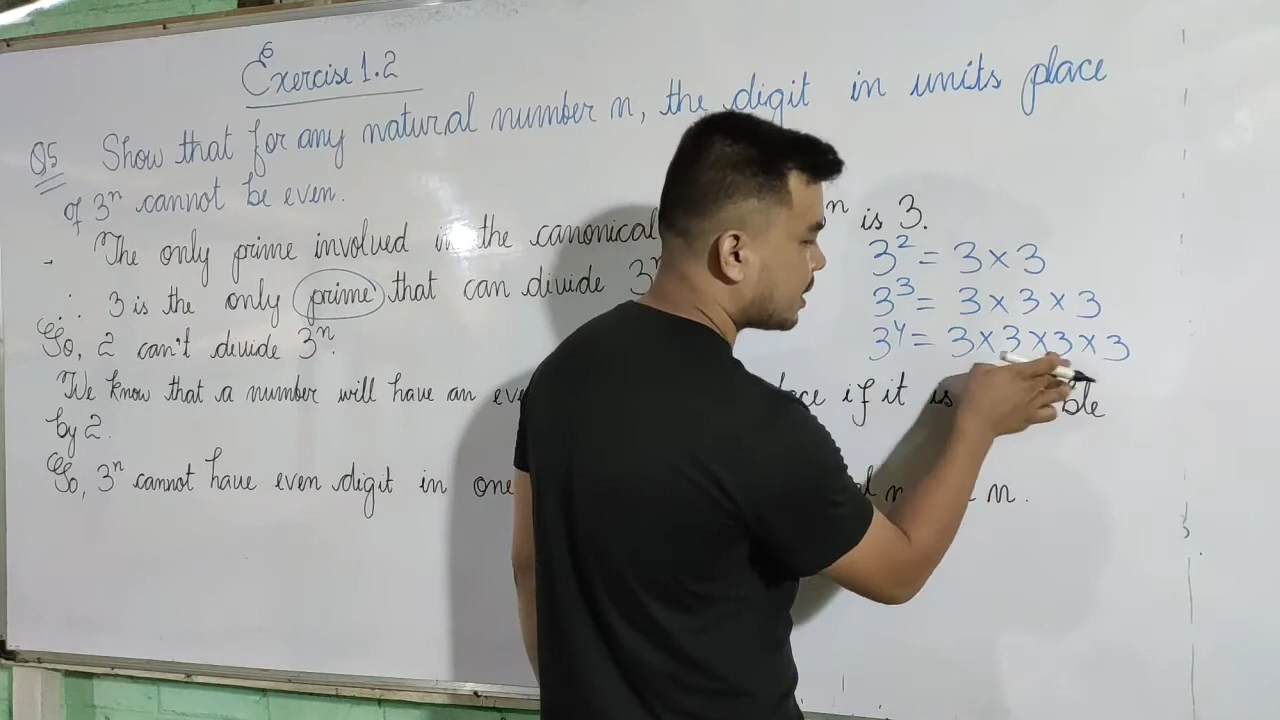 Exercise 1.2
Q5 Show that for any natural number n, the digit in units place
of 3ⁿ cannot be even.
The only prime involved in the canonical ⁿ is 3.
3² = 3 × 3
∴ 3 is the only prime that can divide 3ⁿ
3³ = 3 × 3 × 3
So, 2 can't divide 3ⁿ.
3⁴ = 3 × 3 × 3 × 3
We know that a number will have an if it is
by 2.
So, 3ⁿ cannot have even digit in n.